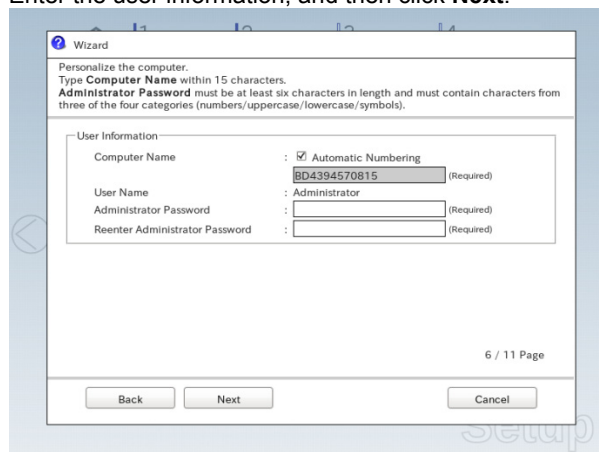 Enter the user information, and then click Next.
Wizard
Personalize the computer.
Type Computer Name within 15 characters.
Administrator Password must be at least six characters in length and must contain characters from
three of the four categories (numbers/uppercase/lowercase/symbols).
User Information
Computer Name : Automatic Numbering
BD4394570815 (Required)
User Name : Administrator
Administrator Password : (Required)
Reenter Administrator Password : (Required)
6 / 11 Page
Back Next Cancel
Setup